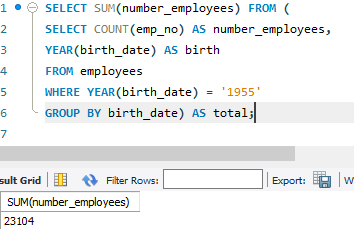 1 SELECT SUM(number_employees) FROM (
2 SELECT COUNT(emp_no) AS number_employees,
3 YEAR(birth_date) AS birth
4 FROM employees
5 WHERE YEAR(birth_date) = '1955'
6 GROUP BY birth_date) AS total;
7
sult Grid Filter Rows: Export: W
SUM(number_employees)
23104